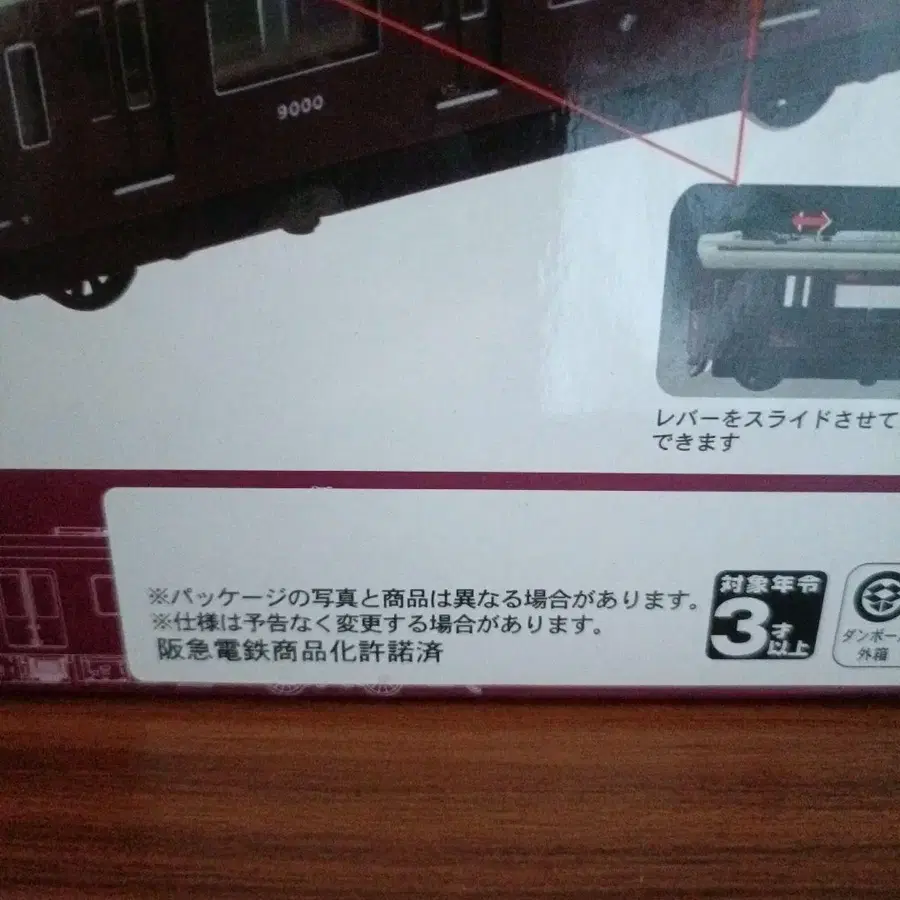 9000
レバーをスライドさせて
できます
※パッケージの写真と商品は異なる場合があります。
※仕様は予告なく変更する場合があります。
阪急電鉄商品化許諾済
対象年令
3才以上
ダンボール
外箱